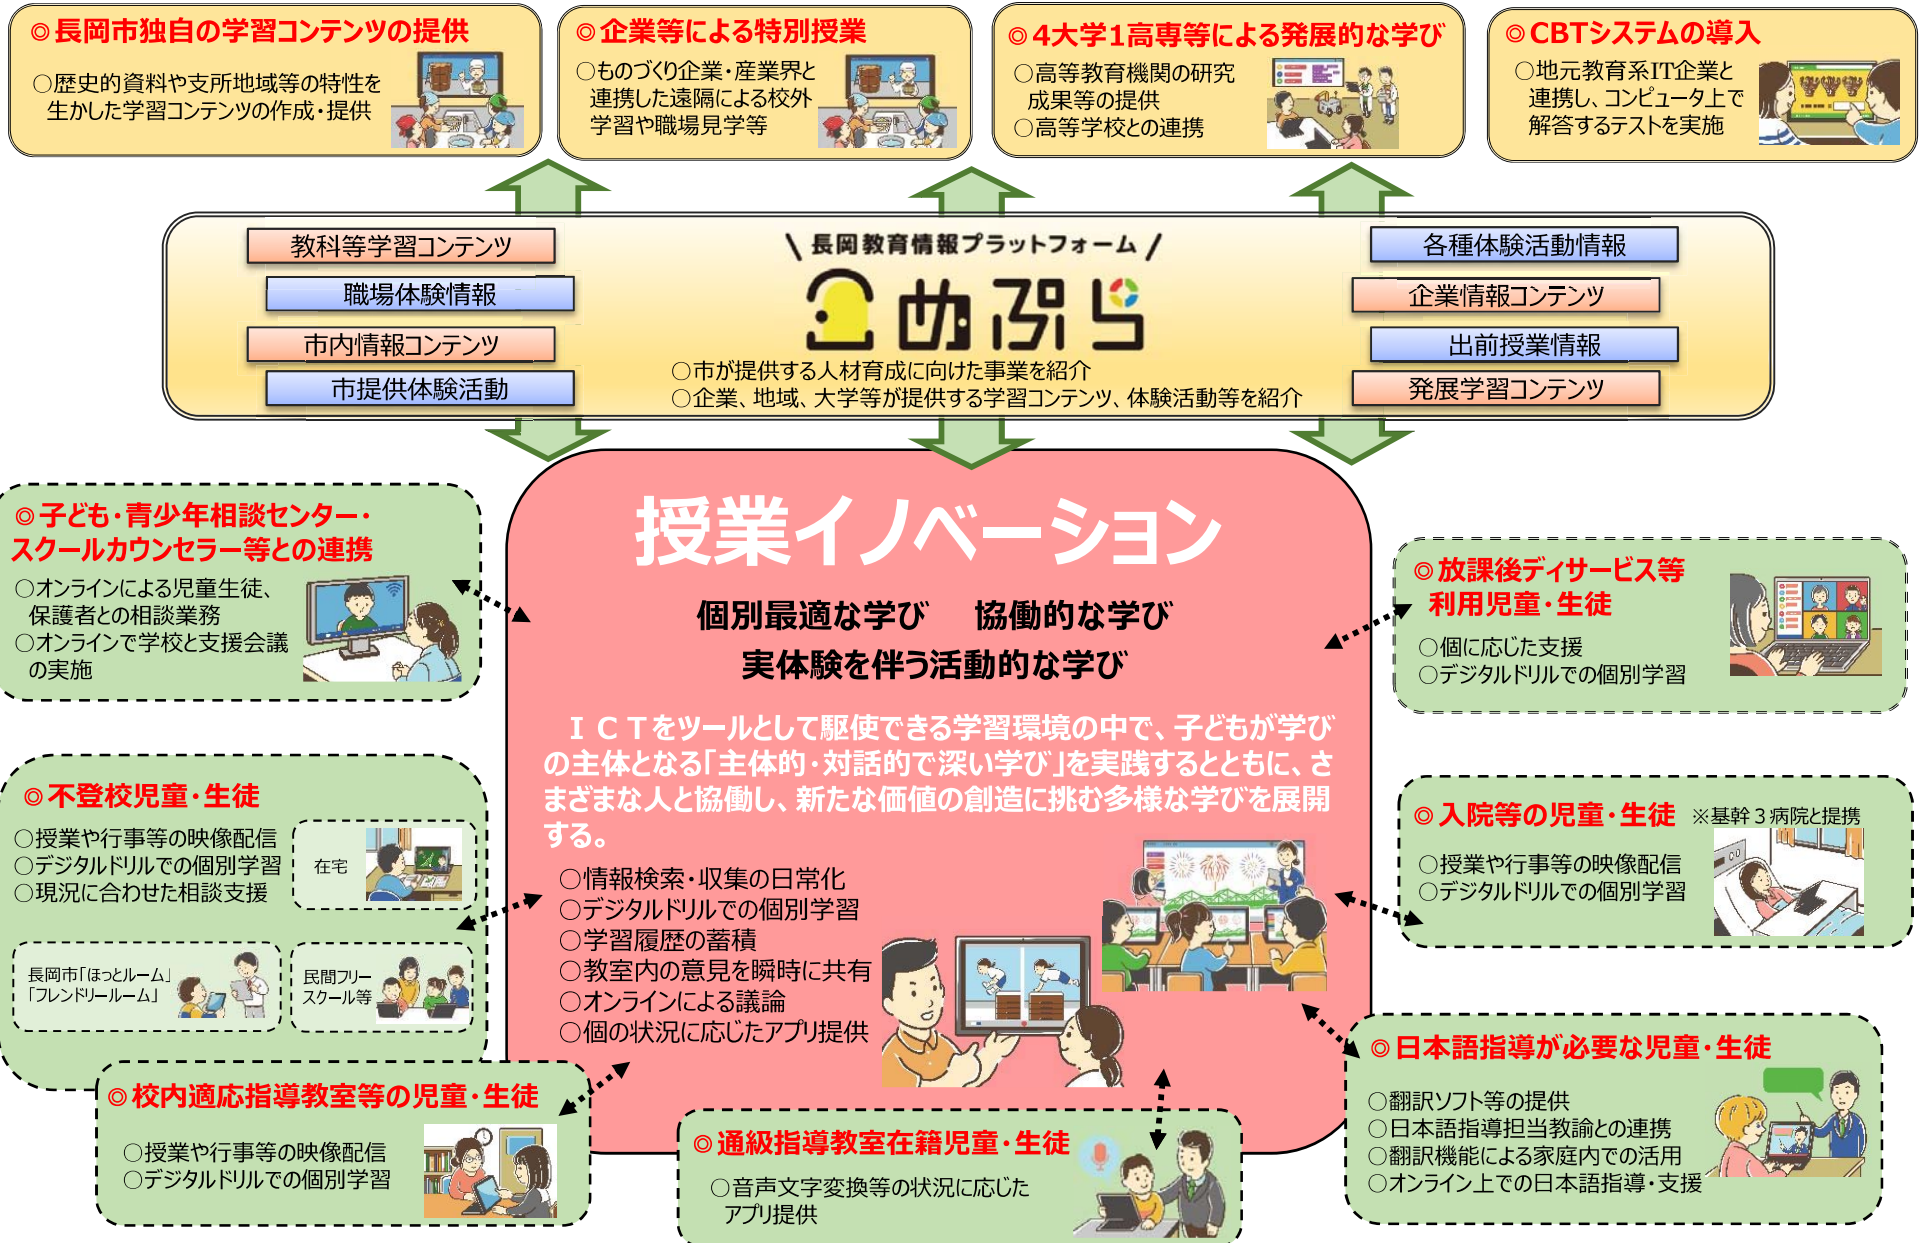 ◎長岡市独自の学習コンテンツの提供
○歴史的資料や支所地域等の特性を
生かした学習コンテンツの作成・提供
◎企業等による特別授業
○ものづくり企業・産業界と
連携した遠隔による校外
学習や職場見学等
◎4大学1高専等による発展的な学び
○高等教育機関の研究
成果等の提供
○高等学校との連携
◎CBTシステムの導入
○地元教育系IT企業と
連携し、コンピュータ上で
解答するテストを実施
教科等学習コンテンツ
職場体験情報
市内情報コンテンツ
市提供体験活動
\ 長岡教育情報プラットフォーム /
こめぷら
○市が提供する人材育成に向けた事業を紹介
○企業、地域、大学等が提供する学習コンテンツ、体験活動等を紹介
各種体験活動情報
企業情報コンテンツ
出前授業情報
発展学習コンテンツ
授業イノベーション
個別最適な学び　協働的な学び
実体験を伴う活動的な学び
ＩＣＴをツールとして駆使できる学習環境の中で、子どもが学び
の主体となる「主体的・対話的で深い学び」を実践するとともに、さ
まざまな人と協働し、新たな価値の創造に挑む多様な学びを展開
する。
○情報検索・収集の日常化
○デジタルドリルでの個別学習
○学習履歴の蓄積
○教室内の意見を瞬時に共有
○オンラインによる議論
○個の状況に応じたアプリ提供
◎子ども・青少年相談センター・
スクールカウンセラー等との連携
○オンラインによる児童生徒、
保護者との相談業務
○オンラインで学校と支援会議
の実施
◎不登校児童・生徒
○授業や行事等の映像配信
○デジタルドリルでの個別学習
○現況に合わせた相談支援
在宅
長岡市「ほっとルーム」
「フレンドリールーム」
民間フリー
スクール等
◎校内適応指導教室等の児童・生徒
○授業や行事等の映像配信
○デジタルドリルでの個別学習
◎通級指導教室在籍児童・生徒
○音声文字変換等の状況に応じた
アプリ提供
◎放課後ディサービス等
利用児童・生徒
○個に応じた支援
○デジタルドリルでの個別学習
◎入院等の児童・生徒 ※基幹３病院と提携
○授業や行事等の映像配信
○デジタルドリルでの個別学習
◎日本語指導が必要な児童・生徒
○翻訳ソフト等の提供
○日本語指導担当教諭との連携
○翻訳機能による家庭内での活用
○オンライン上での日本語指導・支援